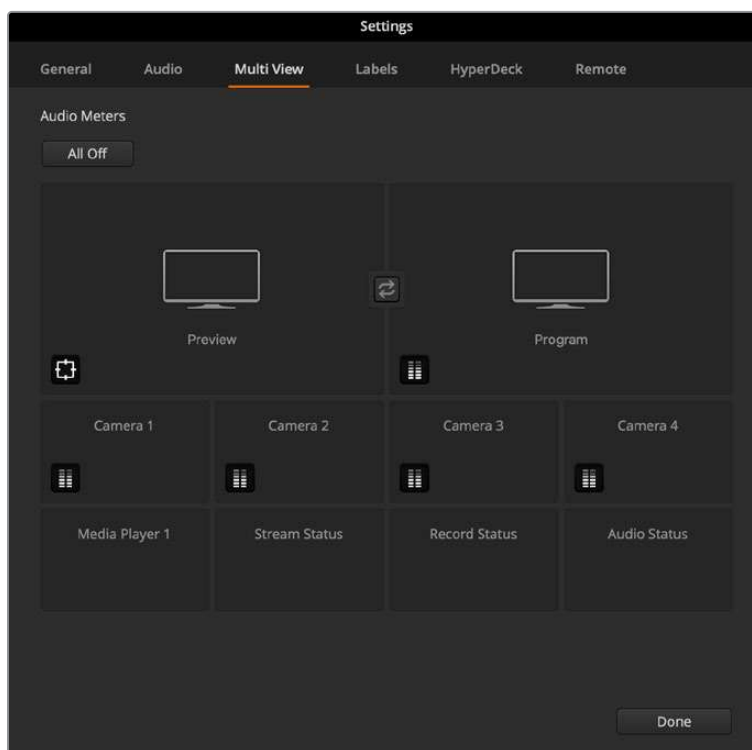 Settings
General Audio Multi View Labels HyperDeck Remote
Audio Meters
All Off
Preview Program
Camera 1 Camera 2 Camera 3 Camera 4
Media Player 1 Stream Status Record Status Audio Status
Done